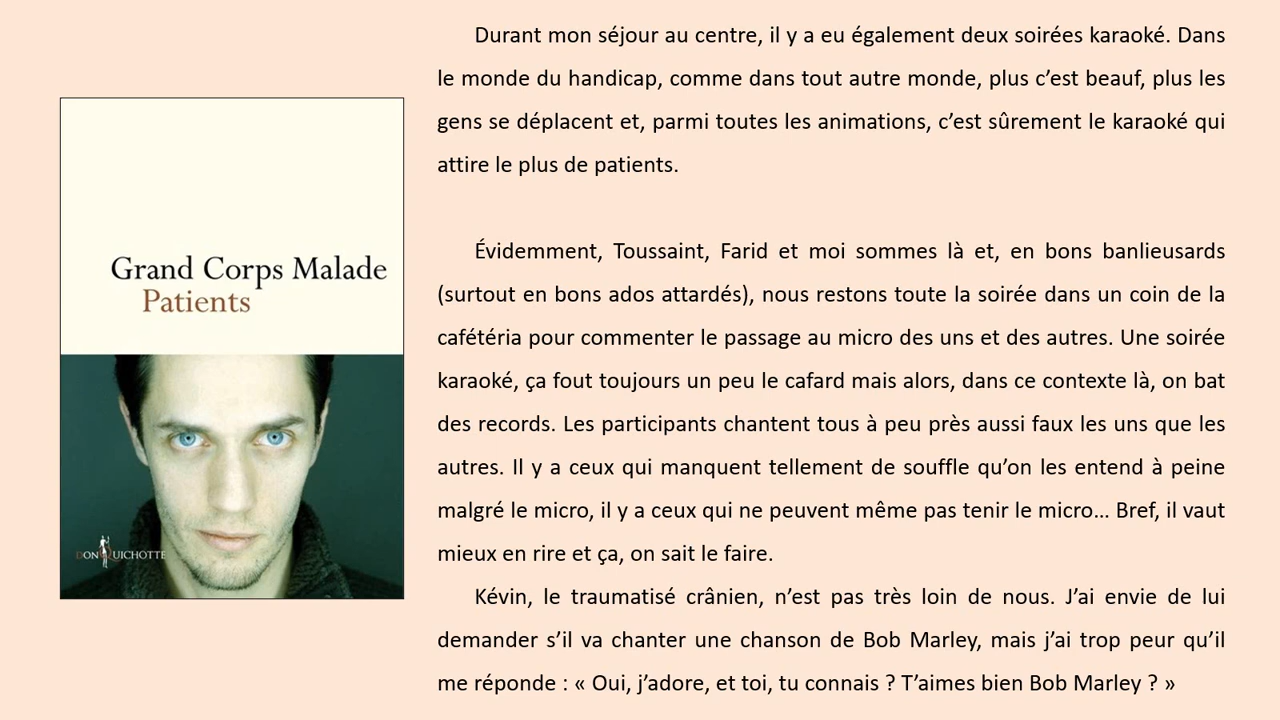 Grand Corps Malade
Patients
DON QUICHOTTE
Durant mon séjour au centre, il y a eu également deux soirées karaoké. Dans
le monde du handicap, comme dans tout autre monde, plus c’est beauf, plus les
gens se déplacent et, parmi toutes les animations, c’est sûrement le karaoké qui
attire le plus de patients.
Évidemment, Toussaint, Farid et moi sommes là et, en bons banlieusards
(surtout en bons ados attardés), nous restons toute la soirée dans un coin de la
cafétéria pour commenter le passage au micro des uns et des autres. Une soirée
karaoké, ça fout toujours un peu le cafard mais alors, dans ce contexte là, on bat
des records. Les participants chantent tous à peu près aussi faux les uns que les
autres. Il y a ceux qui manquent tellement de souffle qu’on les entend à peine
malgré le micro, il y a ceux qui ne peuvent même pas tenir le micro… Bref, il vaut
mieux en rire et ça, on sait le faire.
Kévin, le traumatisé crânien, n’est pas très loin de nous. J’ai envie de lui
demander s’il va chanter une chanson de Bob Marley, mais j’ai trop peur qu’il
me réponde : « Oui, j’adore, et toi, tu connais ? T’aimes bien Bob Marley ? »